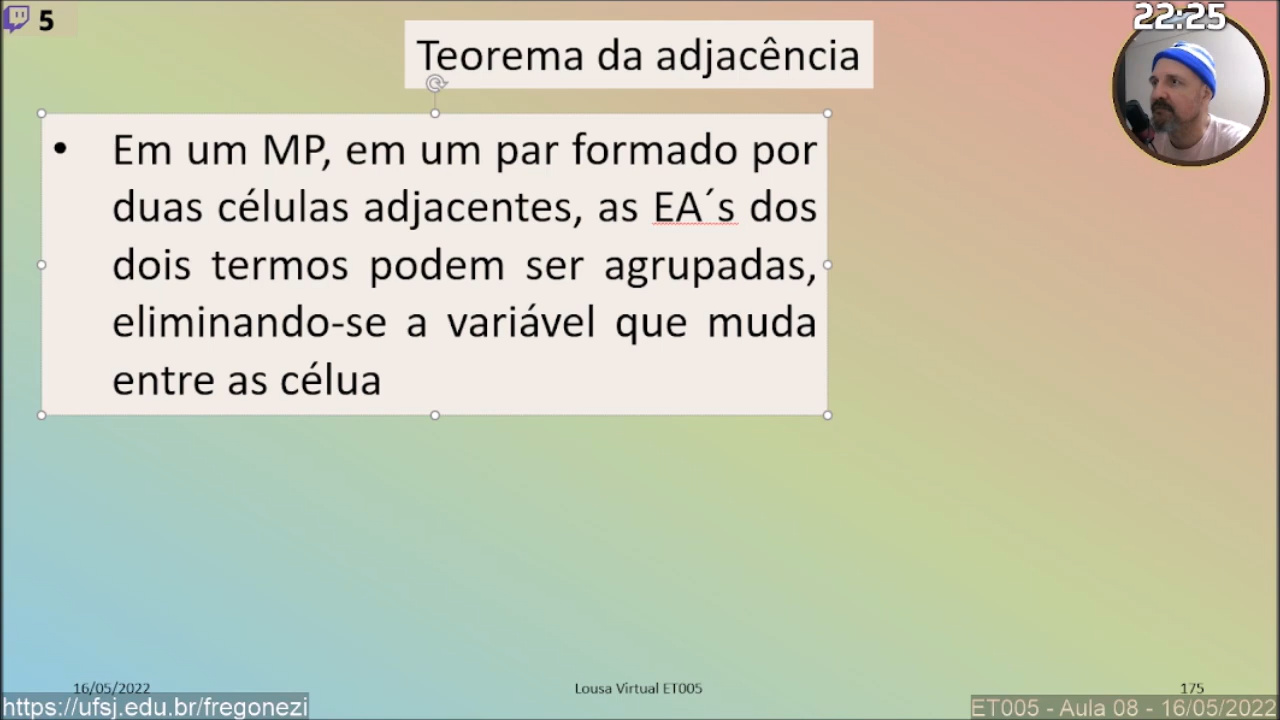 5
22:25
Teorema da adjacência
• Em um MP, em um par formado por
duas células adjacentes, as EA´s dos
dois termos podem ser agrupadas,
eliminando-se a variável que muda
entre as célua
16/05/2022
Lousa Virtual ET005
175
https://ufsj.edu.br/fregonezi
ET005 - Aula 08 - 16/05/2022